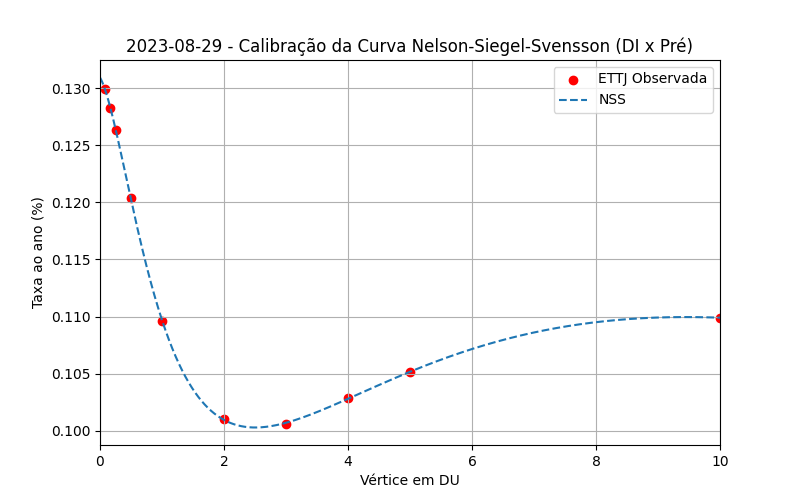 2023-08-29 - Calibração da Curva Nelson-Siegel-Svensson (DI x Pré)
ETTJ Observada
NSS
Taxa ao ano (%)
0.130
0.125
0.120
0.115
0.110
0.105
0.100
0 2 4 6 8 10
Vértice em DU